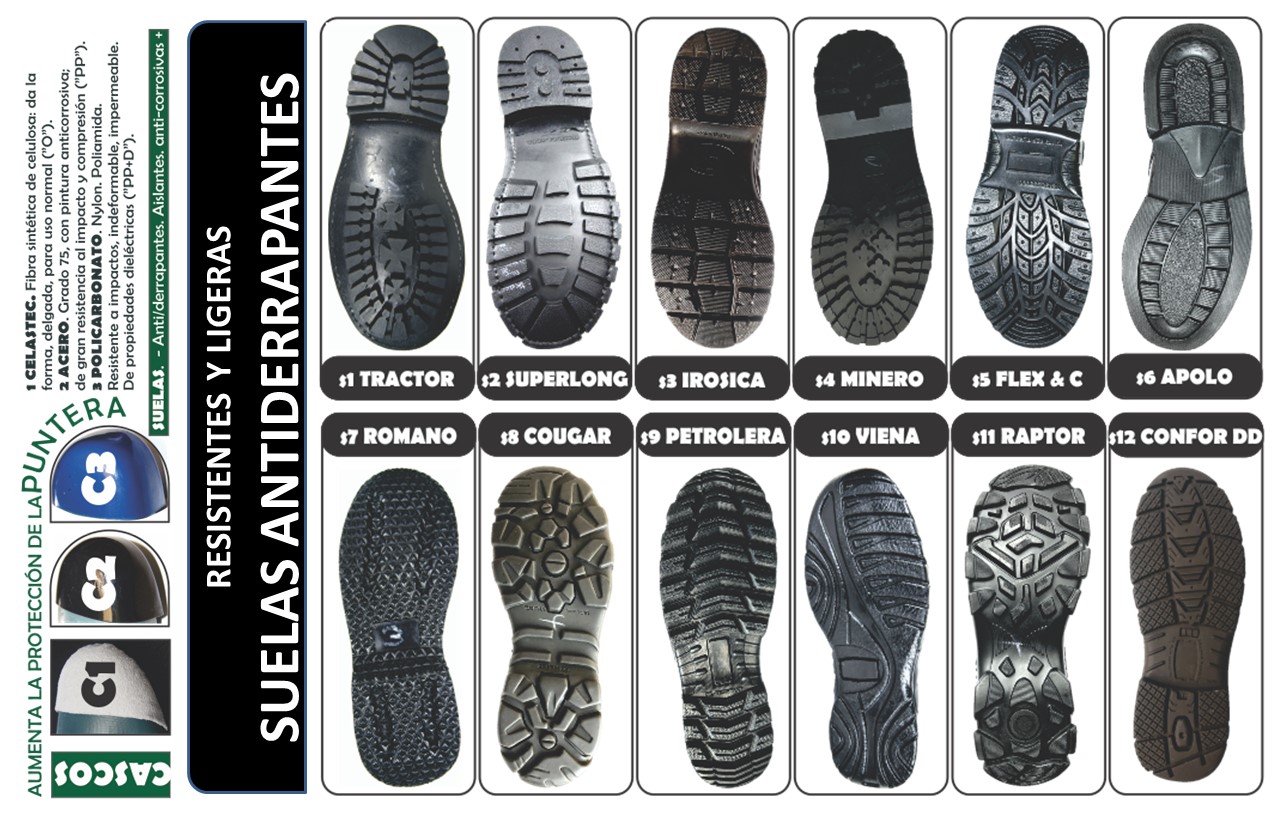 CASCOS
C1
C2
C3
AUMENTA LA PROTECCIÓN DE LA PUNTERA
1 CELASTEC. Fibra sintética de celulosa: da la
forma, delgada, para uso normal ("O").
2 ACERO. Grado 75, con pintura anticorrosiva;
de gran resistencia al impacto y compresión ("PP").
3 POLICARBONATO. Nylon. Poliamida.
Resistente a impactos, indeformable, impermeable.
De propiedades dieléctricas ("PP+D").
SUELAS. - Anti/derrapantes. Aislantes. anti-corrosivas +
RESISTENTES Y LIGERAS
SUELAS ANTIDERRAPANTES
S1 TRACTOR
S2 SUPERLONG
S3 IROSICA
S4 MINERO
S5 FLEX & C
S6 APOLO
S7 ROMANO
S8 COUGAR
S9 PETROLERA
S10 VIENA
S11 RAPTOR
S12 CONFOR DD